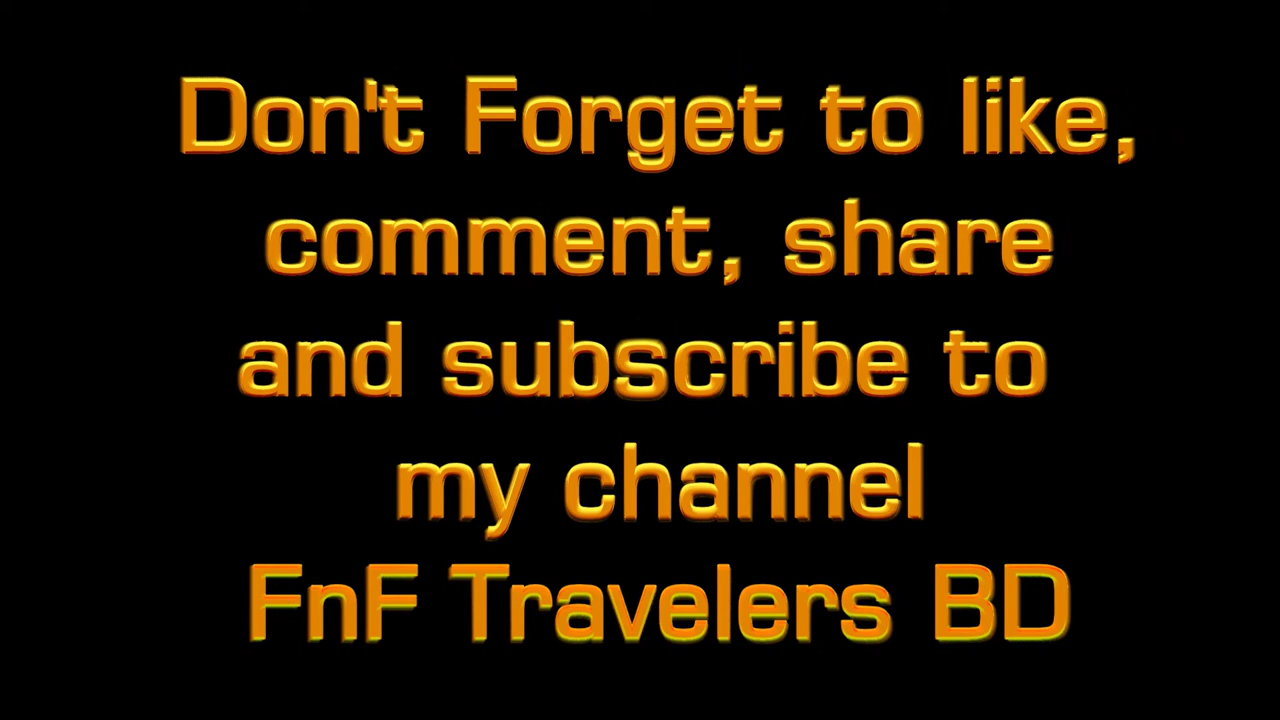 Don't Forget to like,
comment, share
and subscribe to
my channel
FnF Travelers BD